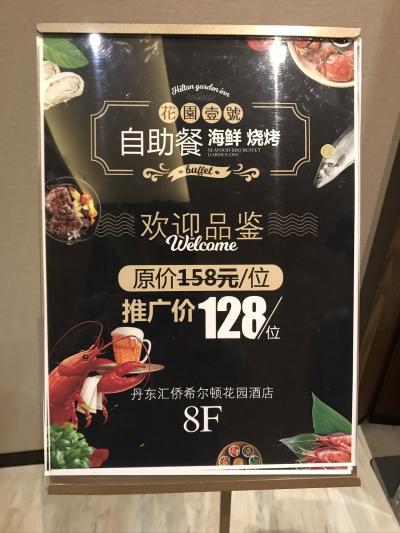 Hilton garden inn
花園壹號
自助餐 海鲜 烧烤
SEAFOOD BBQ BUFFET
GARDEN ONE
buffet
欢迎品鉴
Welcome
原价158元/位
推广价128/位
丹东汇侨希尔顿花园酒店
8F